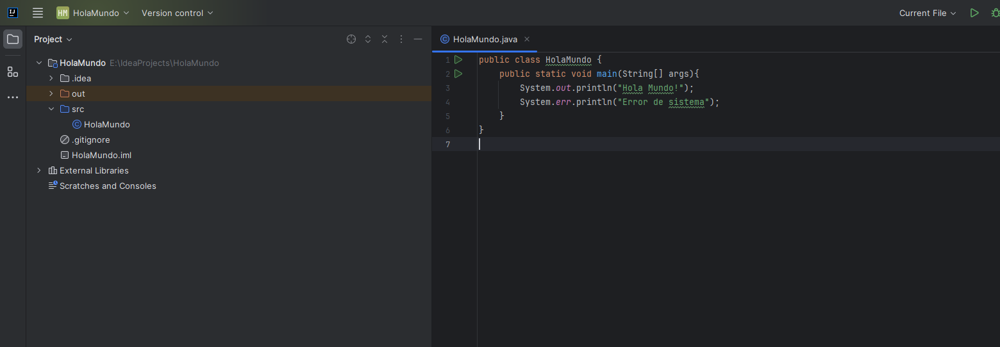 IJ HM HolaMundo Version control Current File
Project
HolaMundo E:\IdeaProjects\HolaMundo
.idea
out
src
HolaMundo
.gitignore
HolaMundo.iml
External Libraries
Scratches and Consoles
HolaMundo.java
1 public class HolaMundo {
2 public static void main(String[] args){
3 System.out.println("Hola Mundo!");
4 System.err.println("Error de sistema");
5 }
6 }
7